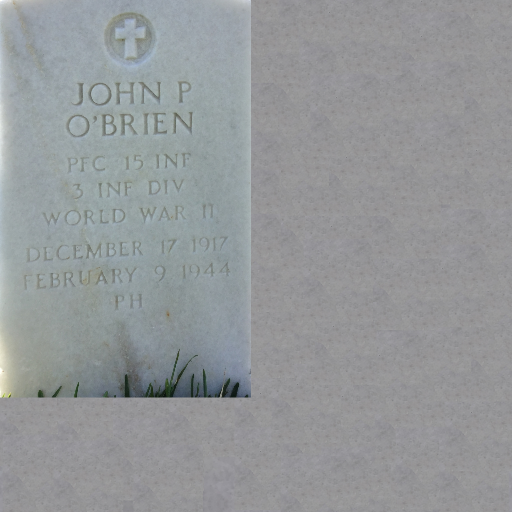 JOHN P
O'BRIEN
PFC 15 INF
3 INF DIV
WORLD WAR II
DECEMBER 17 1917
FEBRUARY 9 1944
PH